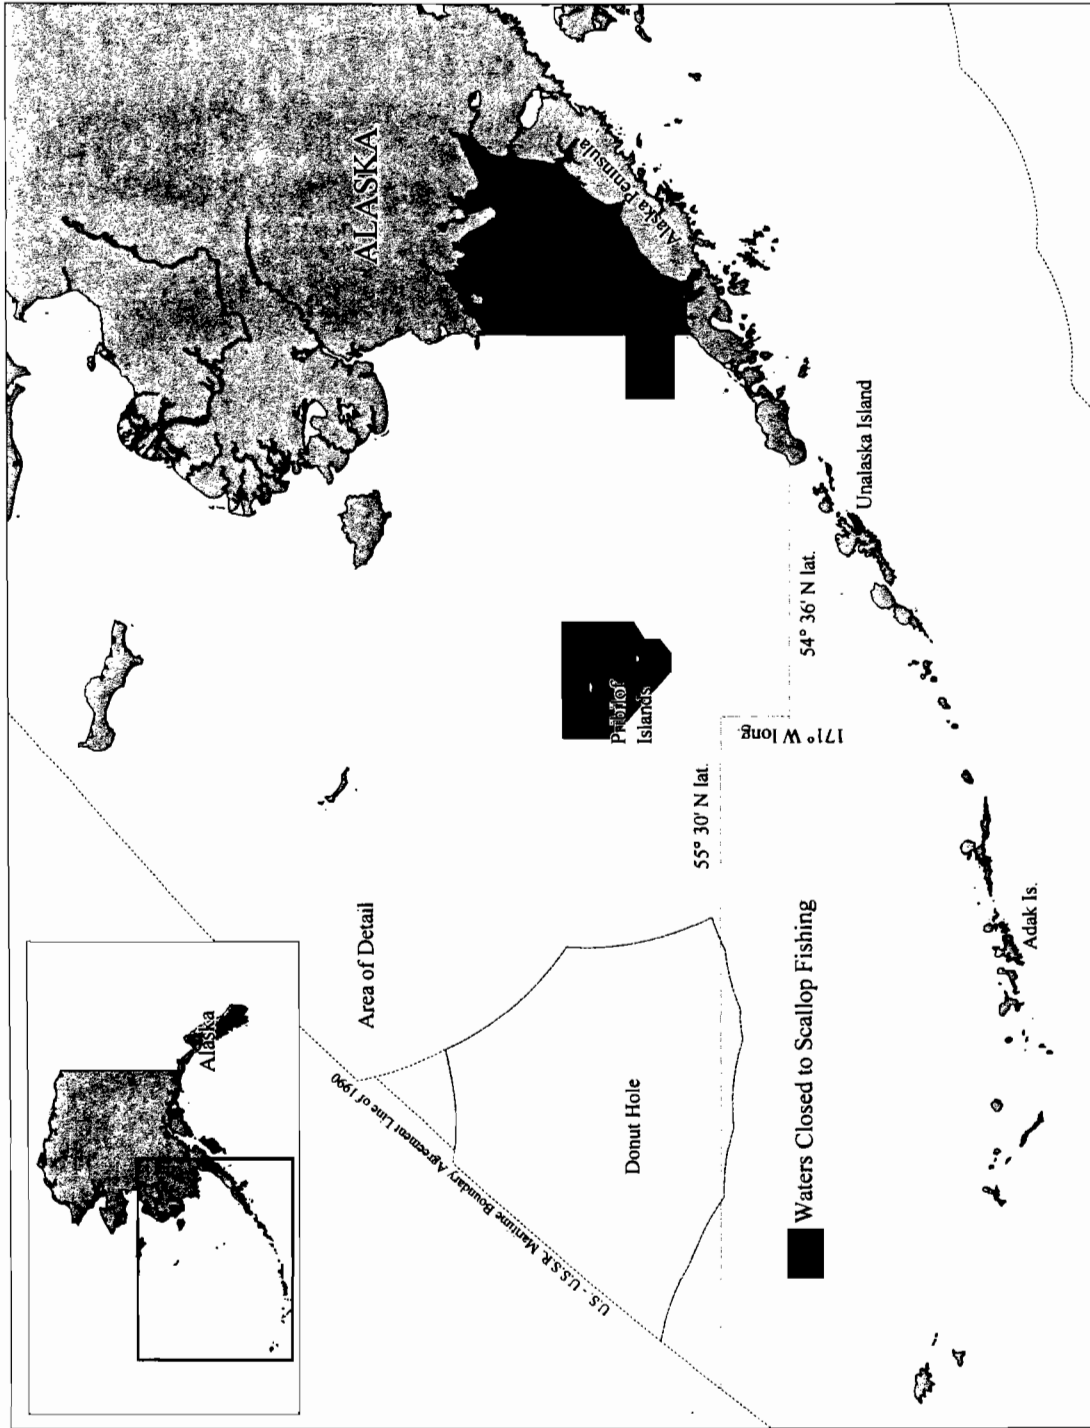 Alaska
Area of Detail
ALASKA
Alaska Peninsula
U.S. - U.S.S.R. Maritime Boundary Agreement Line of 1990
Donut Hole
Pribilof
Islands
55° 30' N lat.
171° W long.
54° 36' N lat.
Unalaska Island
Adak Is.
Waters Closed to Scallop Fishing